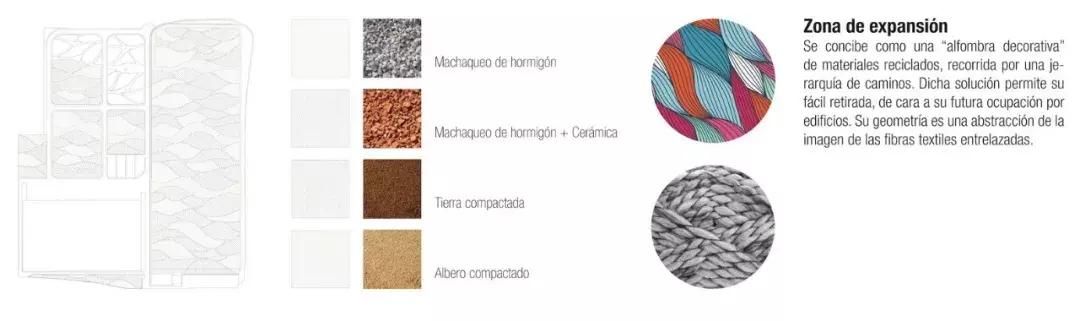 Machaqueo de hormigón
Machaqueo de hormigón + Cerámica
Tierra compactada
Albero compactado
Zona de expansión
Se concibe como una “alfombra decorativa”
de materiales reciclados, recorrida por una je-
rarquía de caminos. Dicha solución permite su
fácil retirada, de cara a su futura ocupación por
edificios. Su geometría es una abstracción de la
imagen de las fibras textiles entrelazadas.